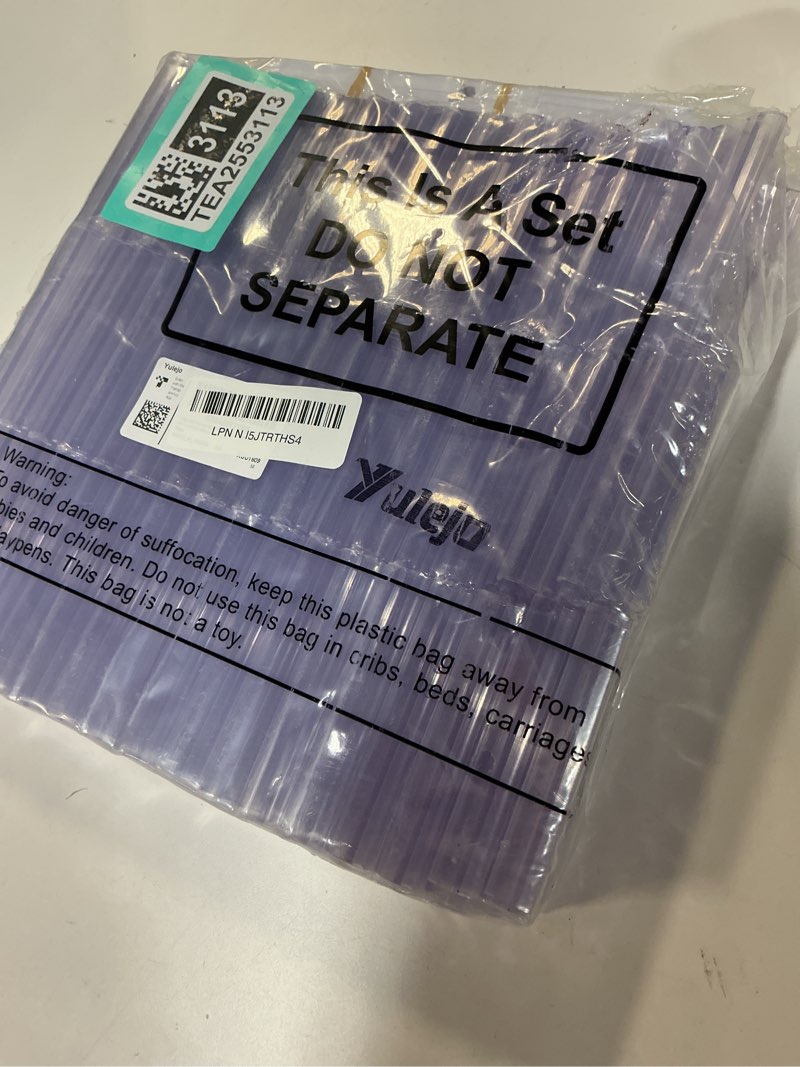 3113
TEA2553113
This Is A Set
DO NOT
SEPARATE
Yulejo
LPN N I5JTRTHS4
Yulejo
Warning:
To avoid danger of suffocation, keep this plastic bag away from
bies and children. Do not use this bag in cribs, beds, carriages
aypens. This bag is not a toy.